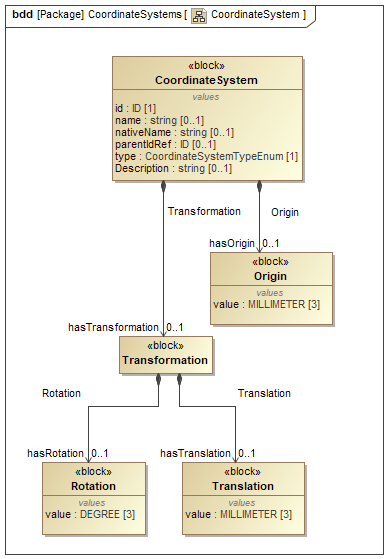 bdd [Package] CoordinateSystems [ CoordinateSystem ]
«block»
CoordinateSystem
values
id : ID [1]
name : string [0..1]
nativeName : string [0..1]
parentIdRef : ID [0..1]
type : CoordinateSystemTypeEnum [1]
Description : string [0..1]
Transformation
Origin
hasOrigin 0..1
«block»
Origin
values
value : MILLIMETER [3]
hasTransformation 0..1
«block»
Transformation
Rotation
Translation
hasRotation 0..1
hasTranslation 0..1
«block»
Rotation
values
value : DEGREE [3]
«block»
Translation
values
value : MILLIMETER [3]